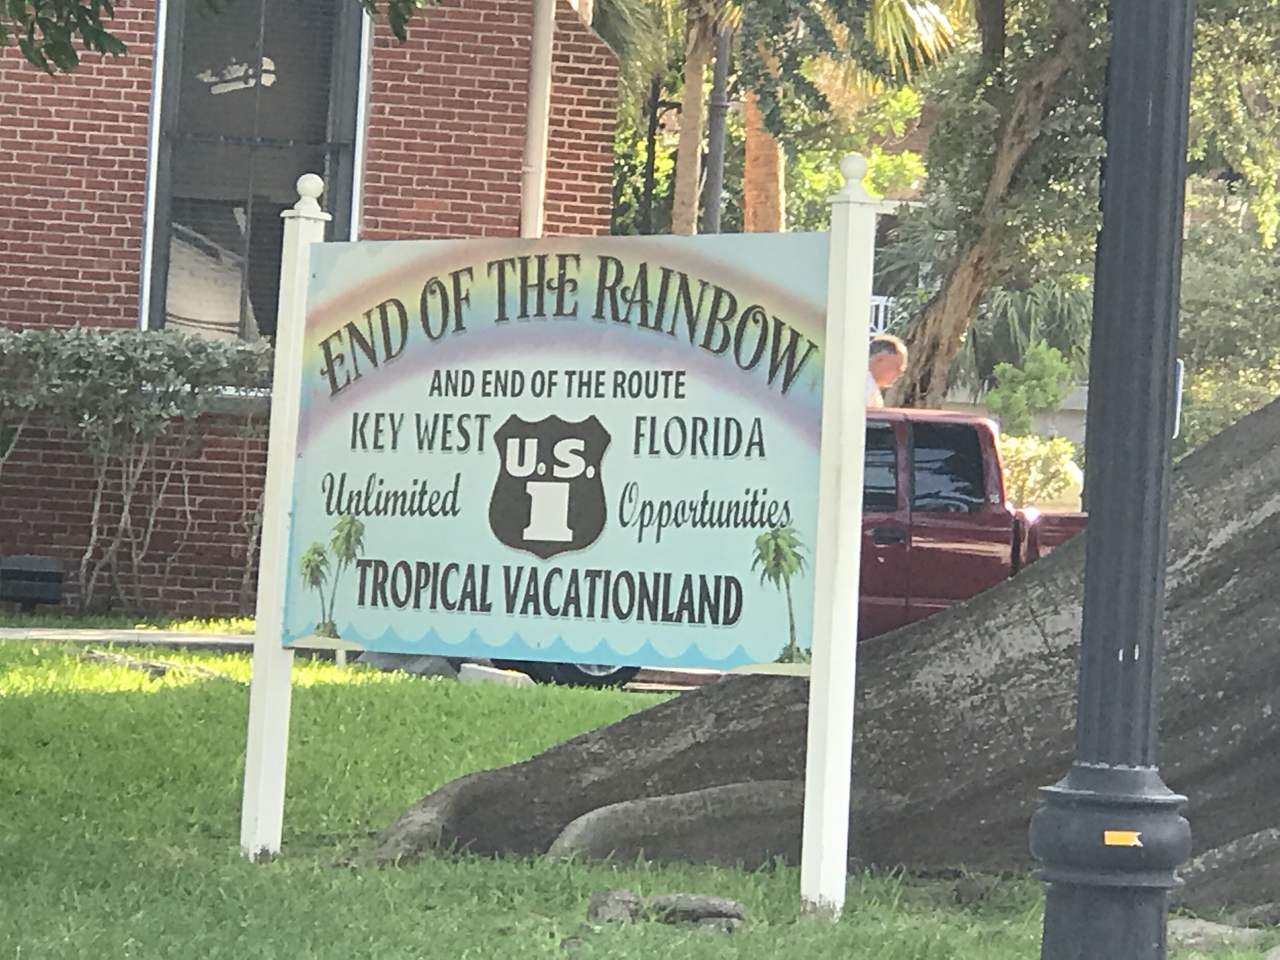 END OF THE RAINBOW
AND END OF THE ROUTE
KEY WEST FLORIDA
U.S.
1
Unlimited Opportunities
TROPICAL VACATIONLAND